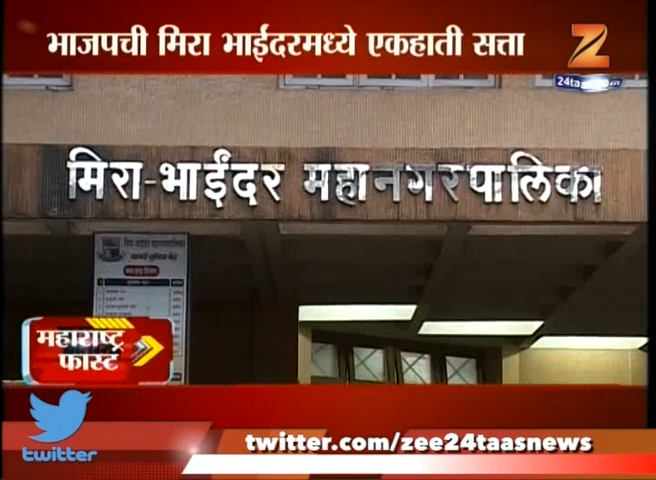 भाजपची मिरा भाईंदरमध्ये एकहाती सत्ता
Z
24taas
मिरा-भाईंदर महानगरपालिका
महाराष्ट्र
फास्ट
twitter
twitter.com/zee24taasnews